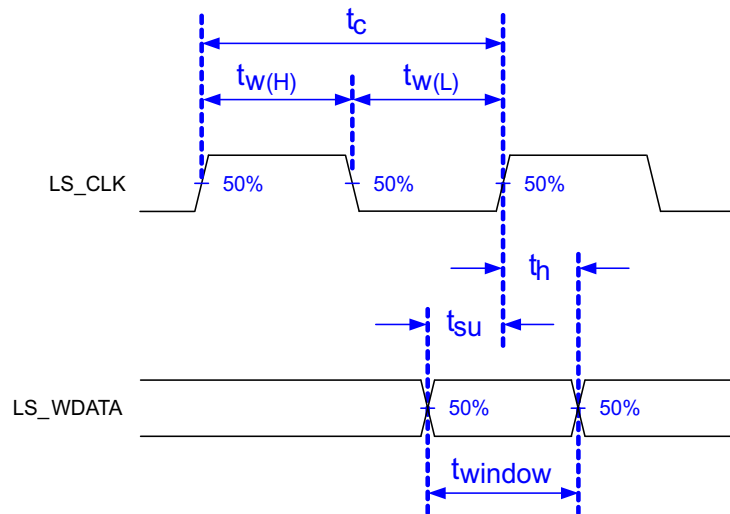 tc
tw(H) tw(L)
LS_CLK 50% 50% 50%
th
tsu
LS_WDATA 50% 50%
twindow